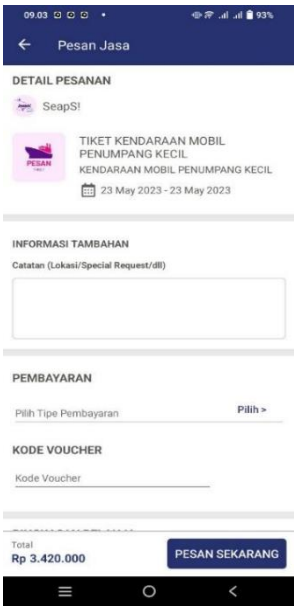 09.03
93%
Pesan Jasa
DETAIL PESANAN
SeapS!
PESAN
TIKET
TIKET KENDARAAN MOBIL
PENUMPANG KECIL
KENDARAAN MOBIL PENUMPANG KECIL
23 May 2023 - 23 May 2023
INFORMASI TAMBAHAN
Catatan (Lokasi/Special Request/dll)
PEMBAYARAN
Pilih Tipe Pembayaran
Pilih >
KODE VOUCHER
Kode Voucher
Total
Rp 3.420.000
PESAN SEKARANG